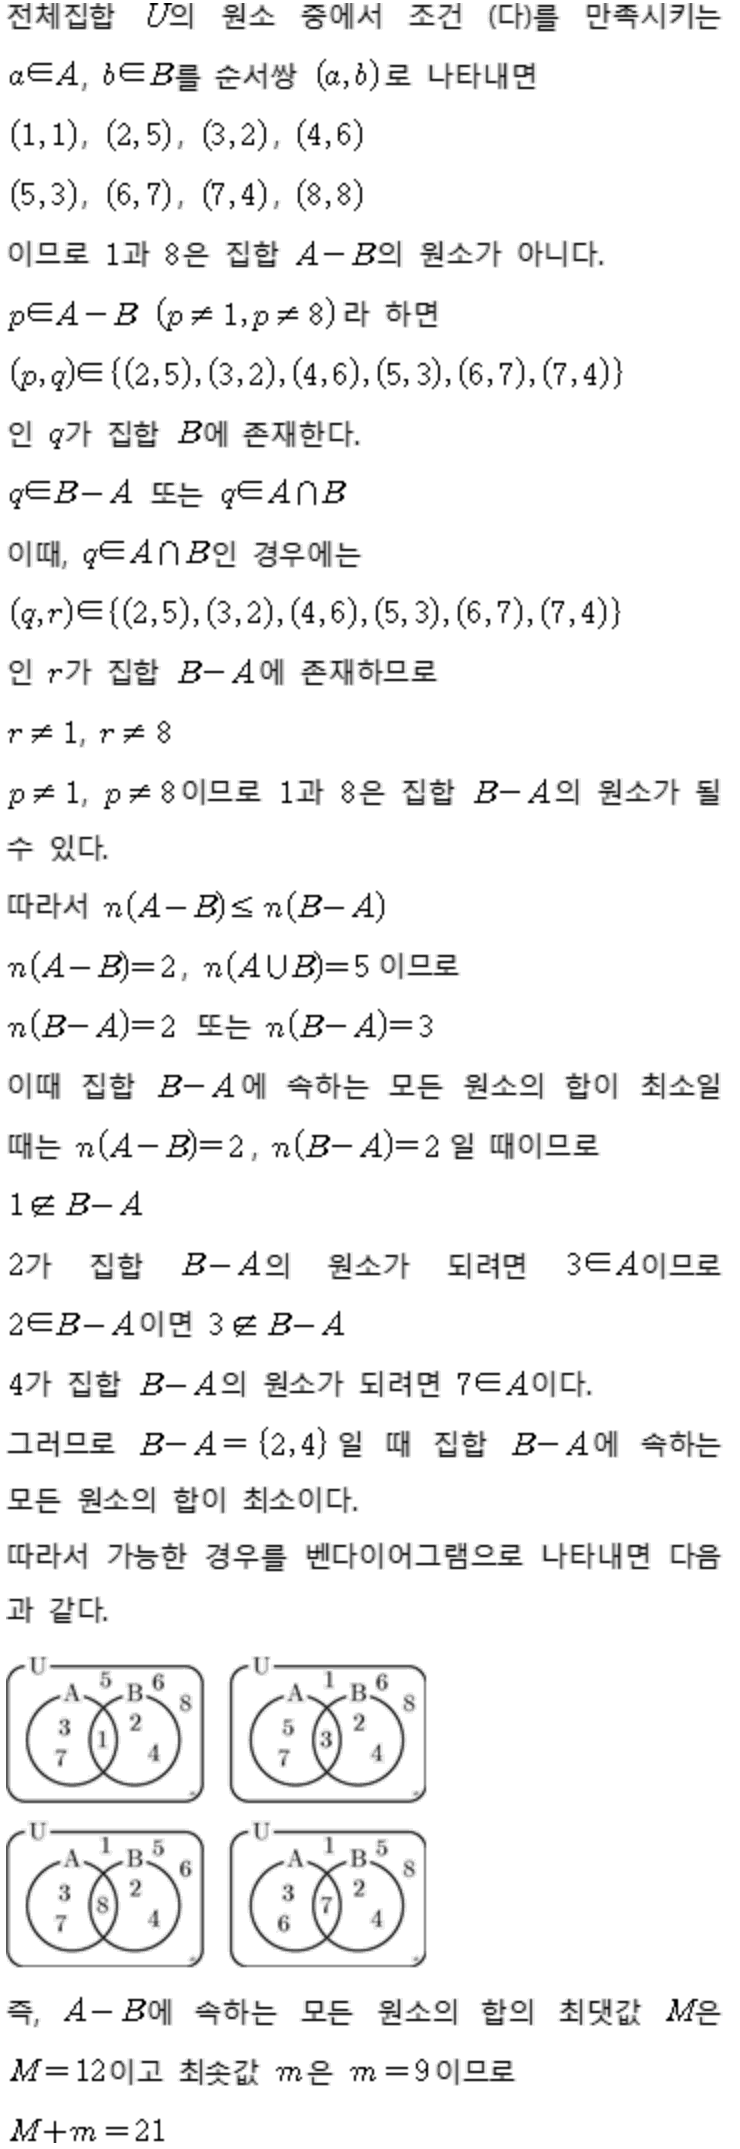 전체집합 U의 원소 중에서 조건 (다)를 만족시키는
a∈A, b∈B를 순서쌍 (a,b)로 나타내면
(1,1), (2,5), (3,2), (4,6)
(5,3), (6,7), (7,4), (8,8)
이므로 1과 8은 집합 A-B의 원소가 아니다.
p∈A-B (p≠1,p≠8)라 하면
(p,q)∈{(2,5),(3,2),(4,6),(5,3),(6,7),(7,4)}
인 q가 집합 B에 존재한다.
q∈B-A 또는 q∈A∩B
이때, q∈A∩B인 경우에는
(q,r)∈{(2,5),(3,2),(4,6),(5,3),(6,7),(7,4)}
인 r가 집합 B-A에 존재하므로
r≠1, r≠8
p≠1, p≠8이므로 1과 8은 집합 B-A의 원소가 될
수 있다.
따라서 n(A-B)≤n(B-A)
n(A-B)=2, n(A∪B)=5 이므로
n(B-A)=2 또는 n(B-A)=3
이때 집합 B-A에 속하는 모든 원소의 합이 최소일
때는 n(A-B)=2, n(B-A)=2 일 때이므로
1∉B-A
2가 집합 B-A의 원소가 되려면 3∈A이므로
2∈B-A이면 3∉B-A
4가 집합 B-A의 원소가 되려면 7∈A이다.
그러므로 B-A={2,4}일 때 집합 B-A에 속하는
모든 원소의 합이 최소이다.
따라서 가능한 경우를 벤다이어그램으로 나타내면 다음
과 같다.
U A 5 B 6 8 3 7 1 2 4
U A 1 B 6 8 5 7 3 2 4
U A 1 B 5 6 3 7 8 2 4
U A 1 B 5 8 3 6 7 2 4
즉, A-B에 속하는 모든 원소의 합의 최댓값 M은
M=12이고 최솟값 m은 m=9이므로
M+m=21